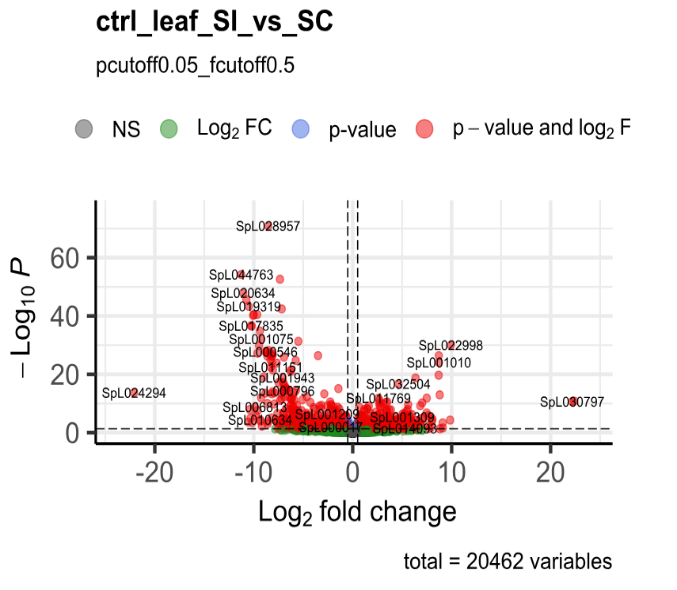 ctrl_leaf_SI_vs_SC
pcutoff0.05_fcutoff0.5
NS Log2 FC p-value p – value and log2 F
SpL028957
60
SpL044763
SpL020634
SpL019319
40
SpL017835
SpL001075
SpL022998
SpL006546
SpL001010
20
SpL001943
SpL032504
SpL024294
SpL000796
SpL011769
SpL030797
SpL006813
SpL001209
SpL001309
SpL010634
SpL014093
0
-20 -10 0 10 20
– Log10 P
Log2 fold change
total = 20462 variables